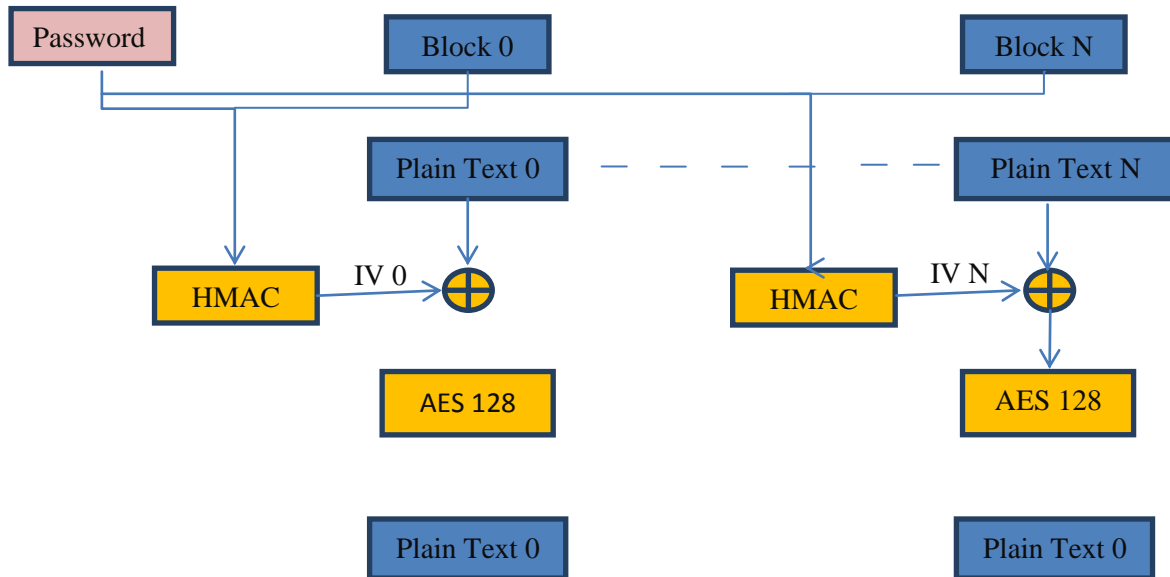 Password
Block 0
Block N
Plain Text 0
Plain Text N
HMAC
IV 0
HMAC
IV N
AES 128
AES 128
Plain Text 0
Plain Text 0